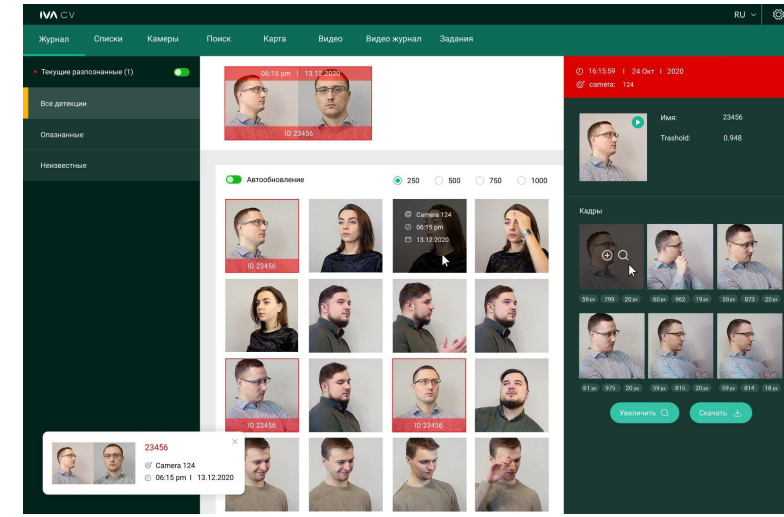 IVA CV
RU
Журнал Списки Камеры Поиск Карта Видео Видео журнал Задания
Текущие разпознанные (1)
Все детекции
Опазнанные
Неизвестные
06:15 pm | 13.12.2020
ID 23456
Автообновление 250 500 750 1000
Camera 124
06:15 pm
13.12.2020
ID 23456
ID 23456
ID 23456
23456
Camera 124
06:15 pm | 13.12.2020
16:15:59 | 24 Окт | 2020
camera: 124
Имя: 23456
Trashold: 0.948
Кадры
59 px 799 20 px 60 px 962 19 px 59 px 873 20 px
61 px 975 20 px 59 px 815 20 px 59 px 814 18 px
Увеличить Скачать